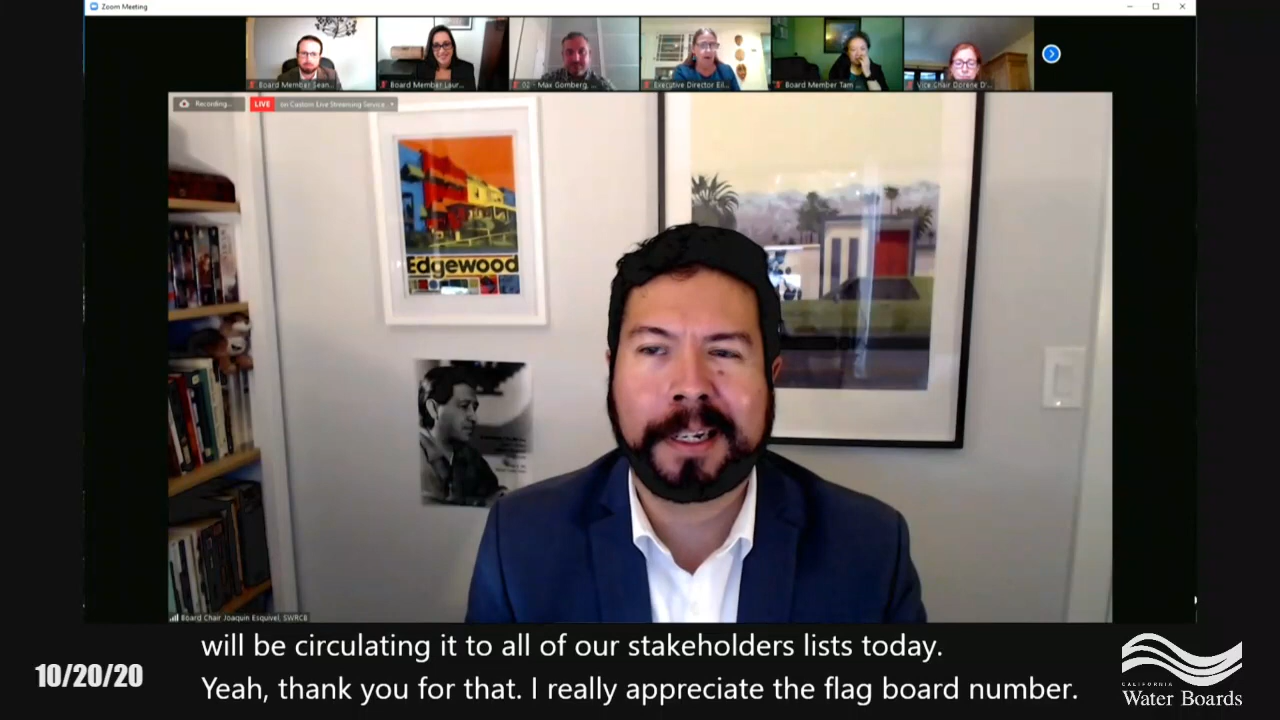 Zoom Meeting
Board Member Sean...
Board Member Laur...
02 - Max Gomberg, ...
Executive Director Eil...
Board Member Tam ...
Vice Chair Dorene D'...
Recording...
LIVE on Custom Live Streaming Service
Edgewood
Board Chair Joaquin Esquivel, SWRCB
will be circulating it to all of our stakeholders lists today.
Yeah, thank you for that. I really appreciate the flag board number.
10/20/20
CALIFORNIA
Water Boards